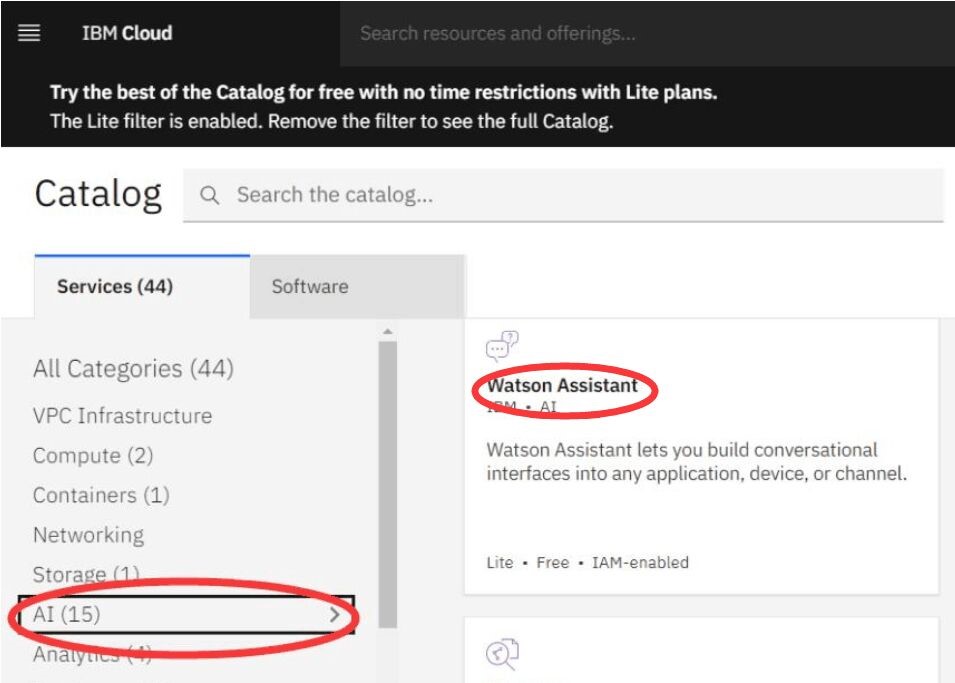 IBM Cloud
Search resources and offerings...
Try the best of the Catalog for free with no time restrictions with Lite plans.
The Lite filter is enabled. Remove the filter to see the full Catalog.
Catalog
Search the catalog...
Services (44)
Software
All Categories (44)
VPC Infrastructure
Compute (2)
Containers (1)
Networking
Storage (1)
AI (15)
Analytics (4)
Watson Assistant
IBM • AI
Watson Assistant lets you build conversational
interfaces into any application, device, or channel.
Lite • Free • IAM-enabled